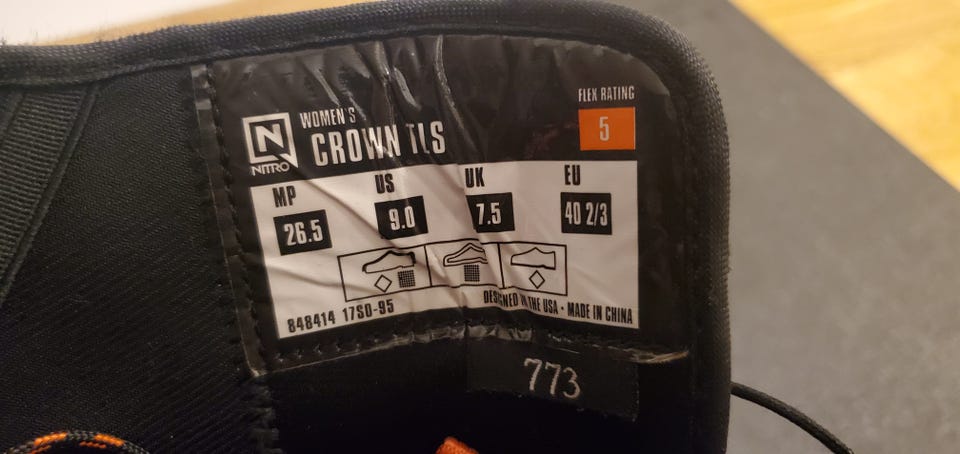 WOMEN'S
CROWN TLS
NITRO
FLEX RATING
5
MP US UK EU
26.5 9.0 7.5 40 2/3
848414 17SO-95
DESIGNED IN THE USA · MADE IN CHINA
773